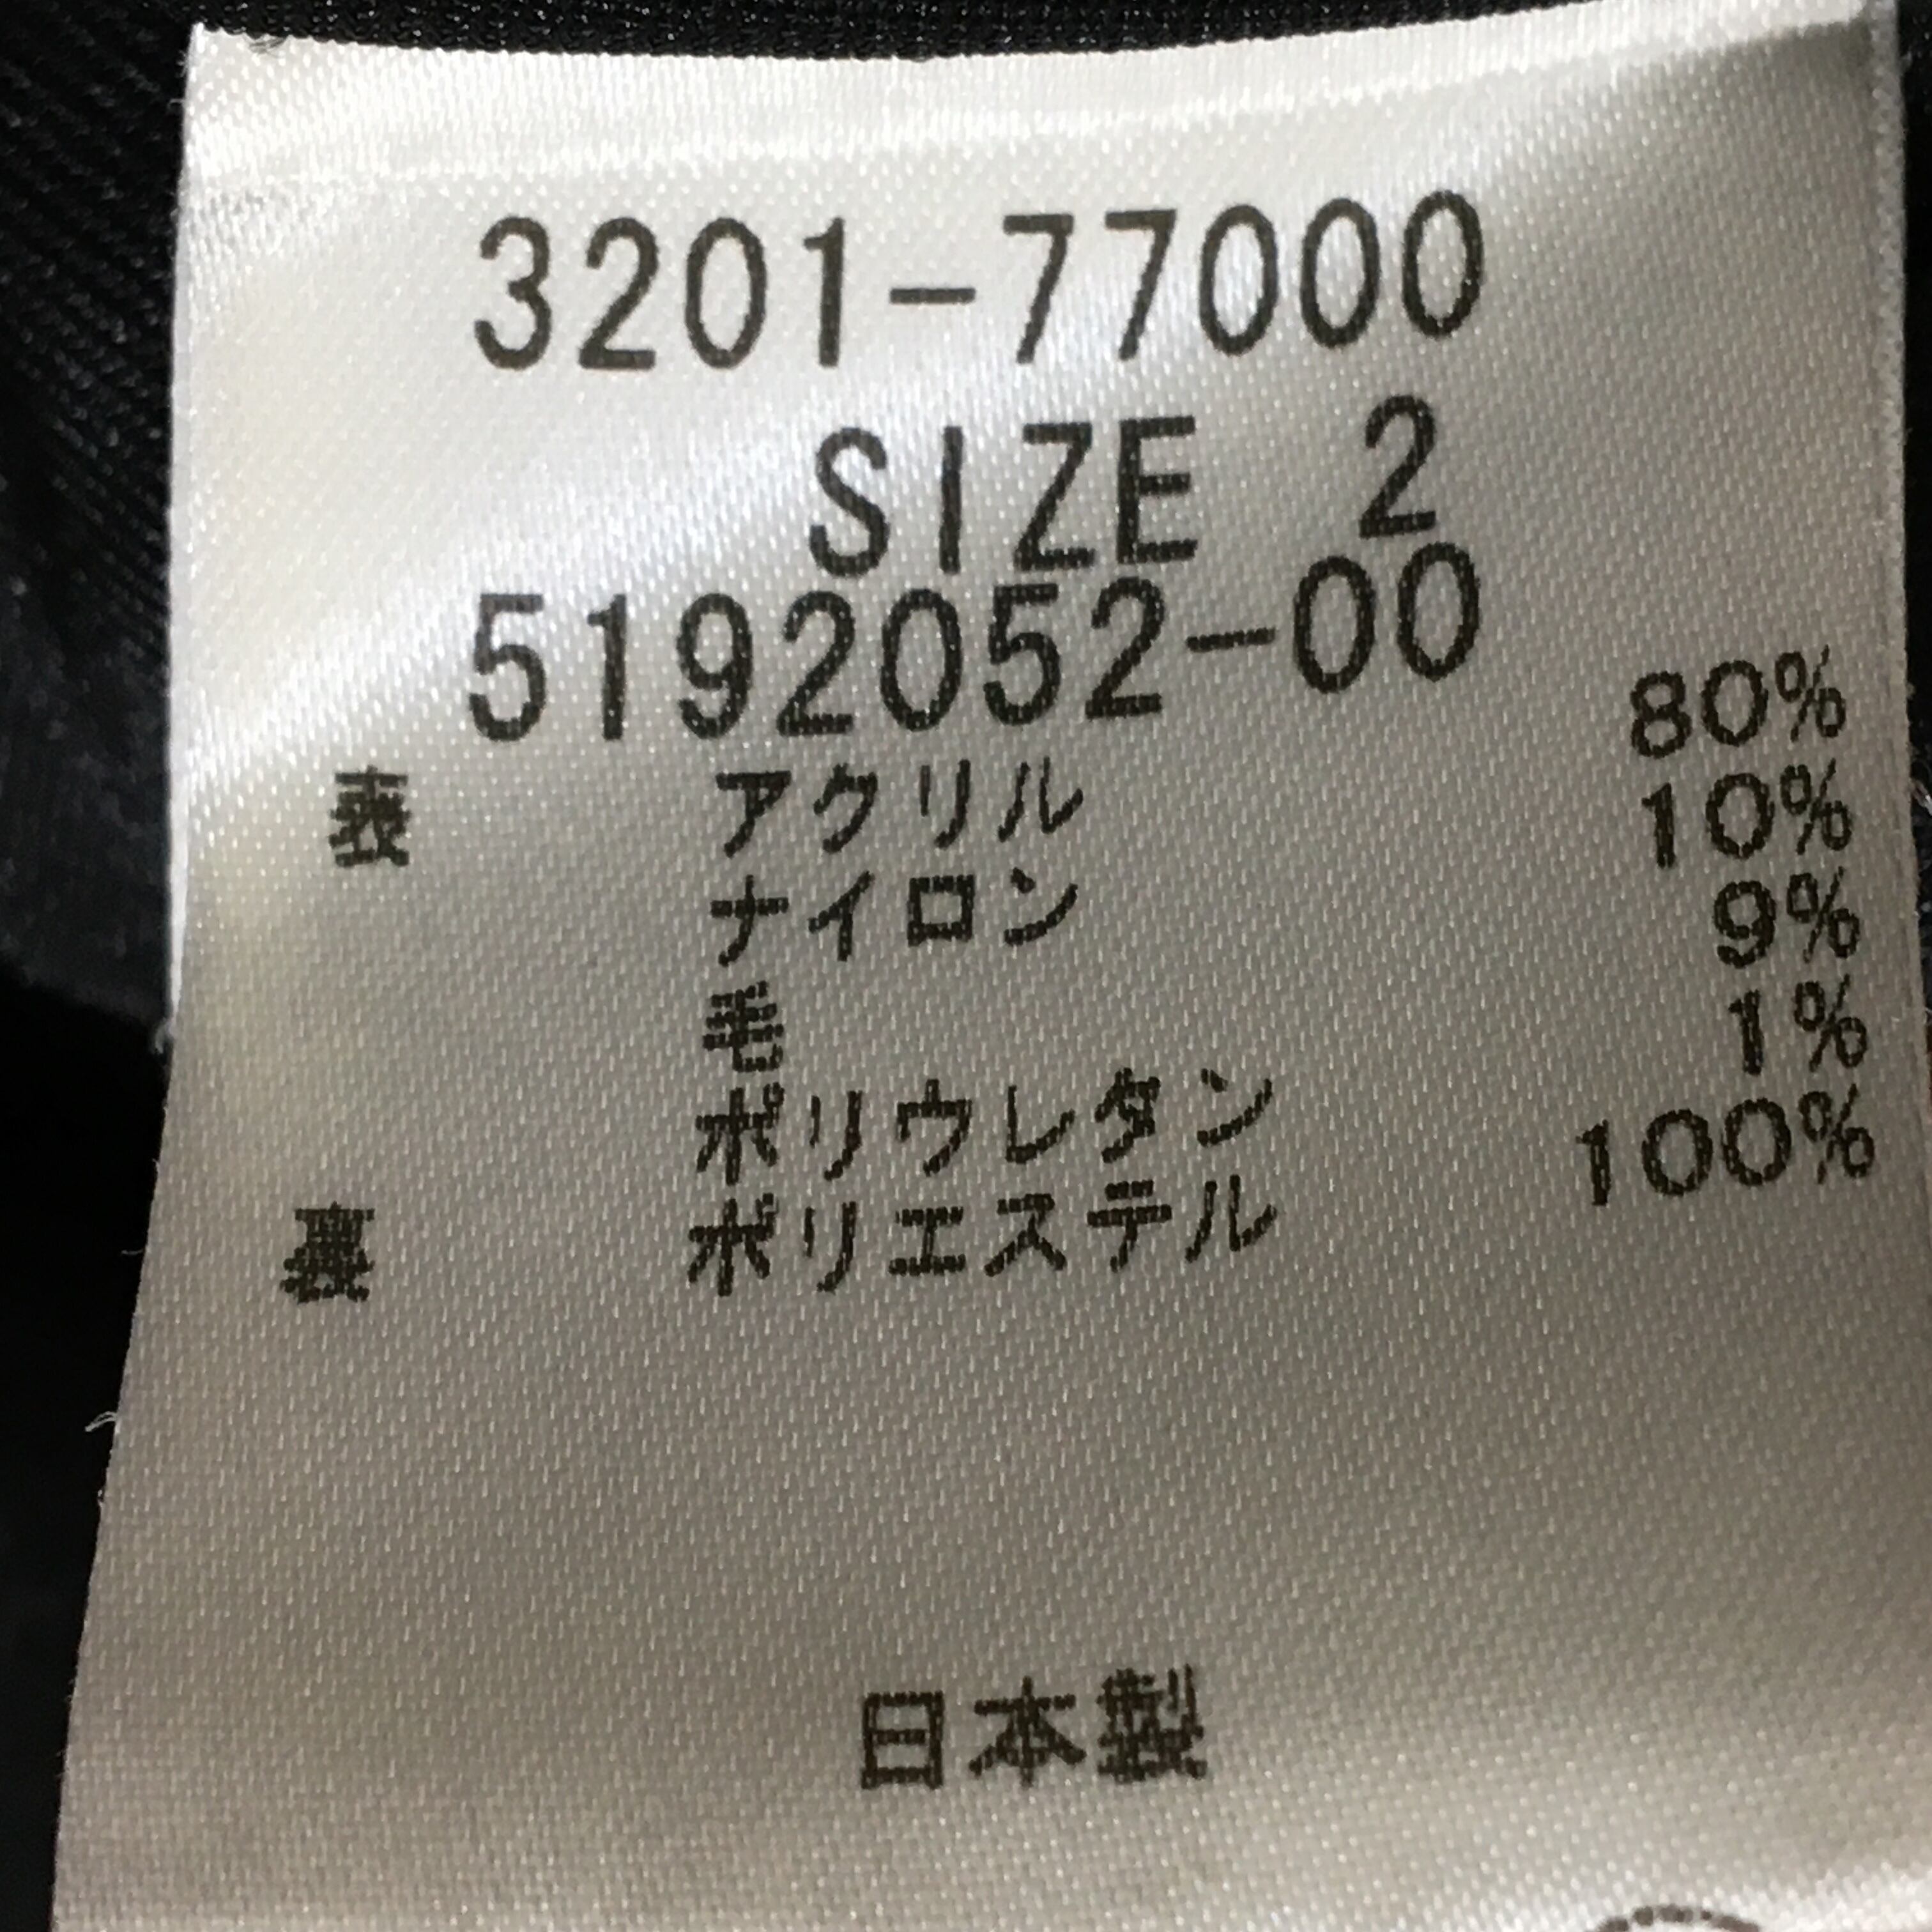 3201-77000
SIZE 2
5192052-00
表 アクリル 80%
ナイロン 10%
毛 9%
ポリウレタン 1%
裏 ポリエステル 100%
日本製